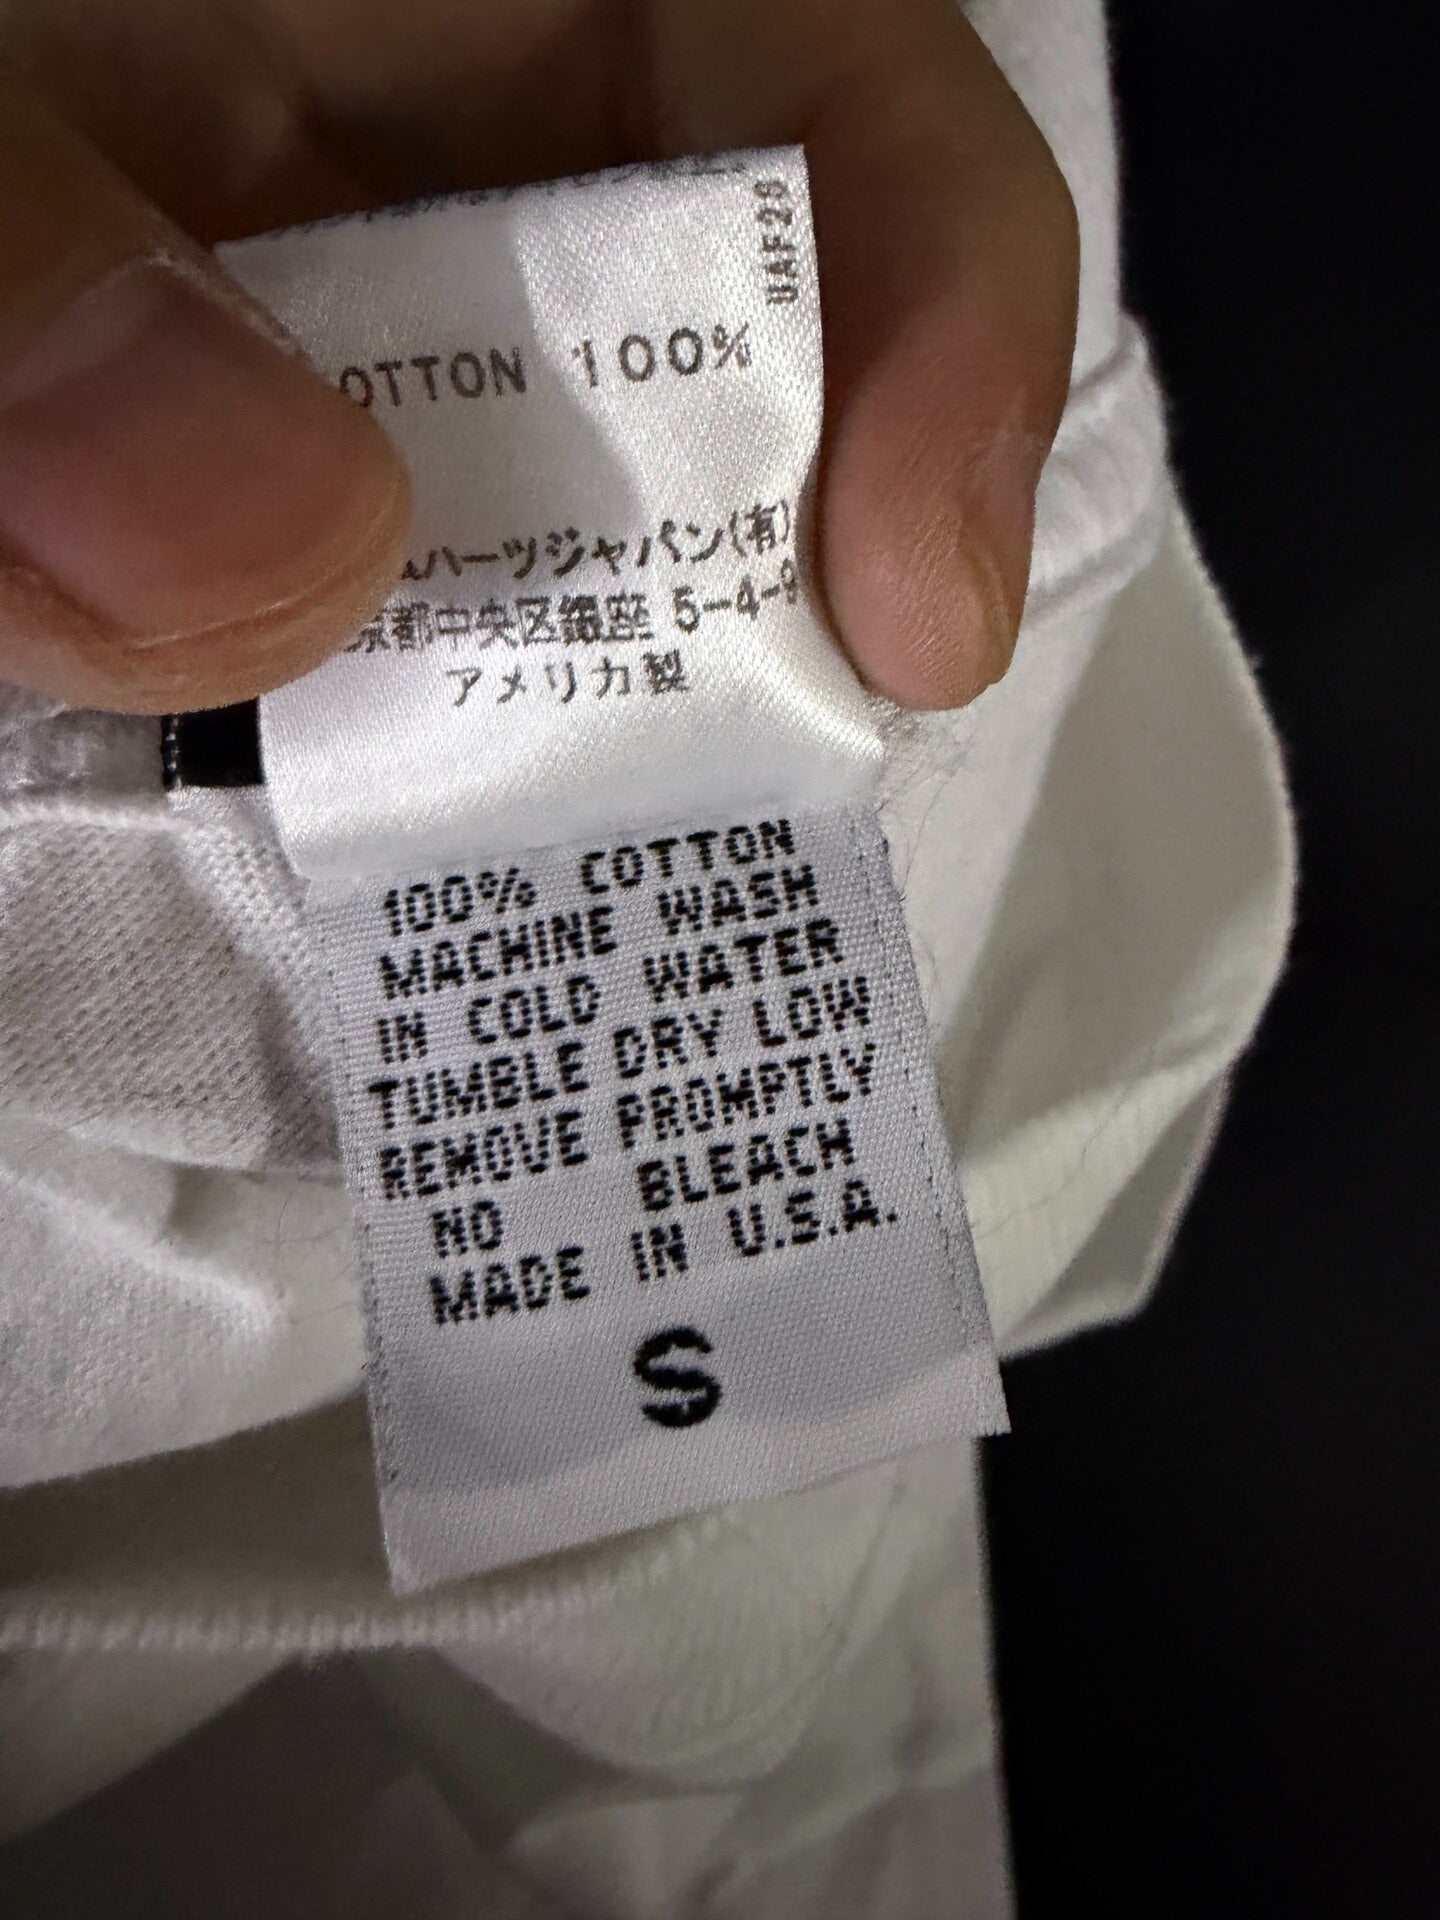 UAF28
OTTON 100%
ムハーツジャパン(有)
京都中央区銀座 5-4-9
アメリカ製
100% COTTON
MACHINE WASH
IN COLD WATER
TUMBLE DRY LOW
REMOVE PROMPTLY
NO BLEACH
MADE IN U.S.A.
S